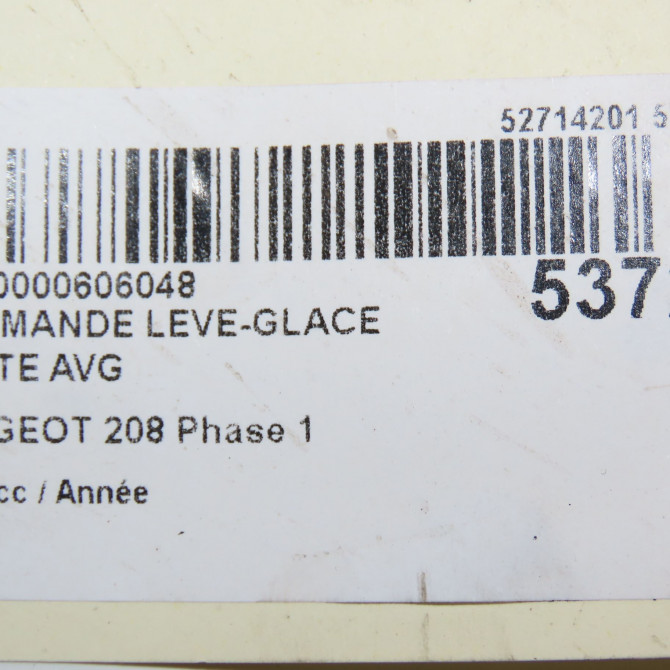 52714201 5
0000606048
537
MANDE LEVE-GLACE
TE AVG
GEOT 208 Phase 1
cc / Année